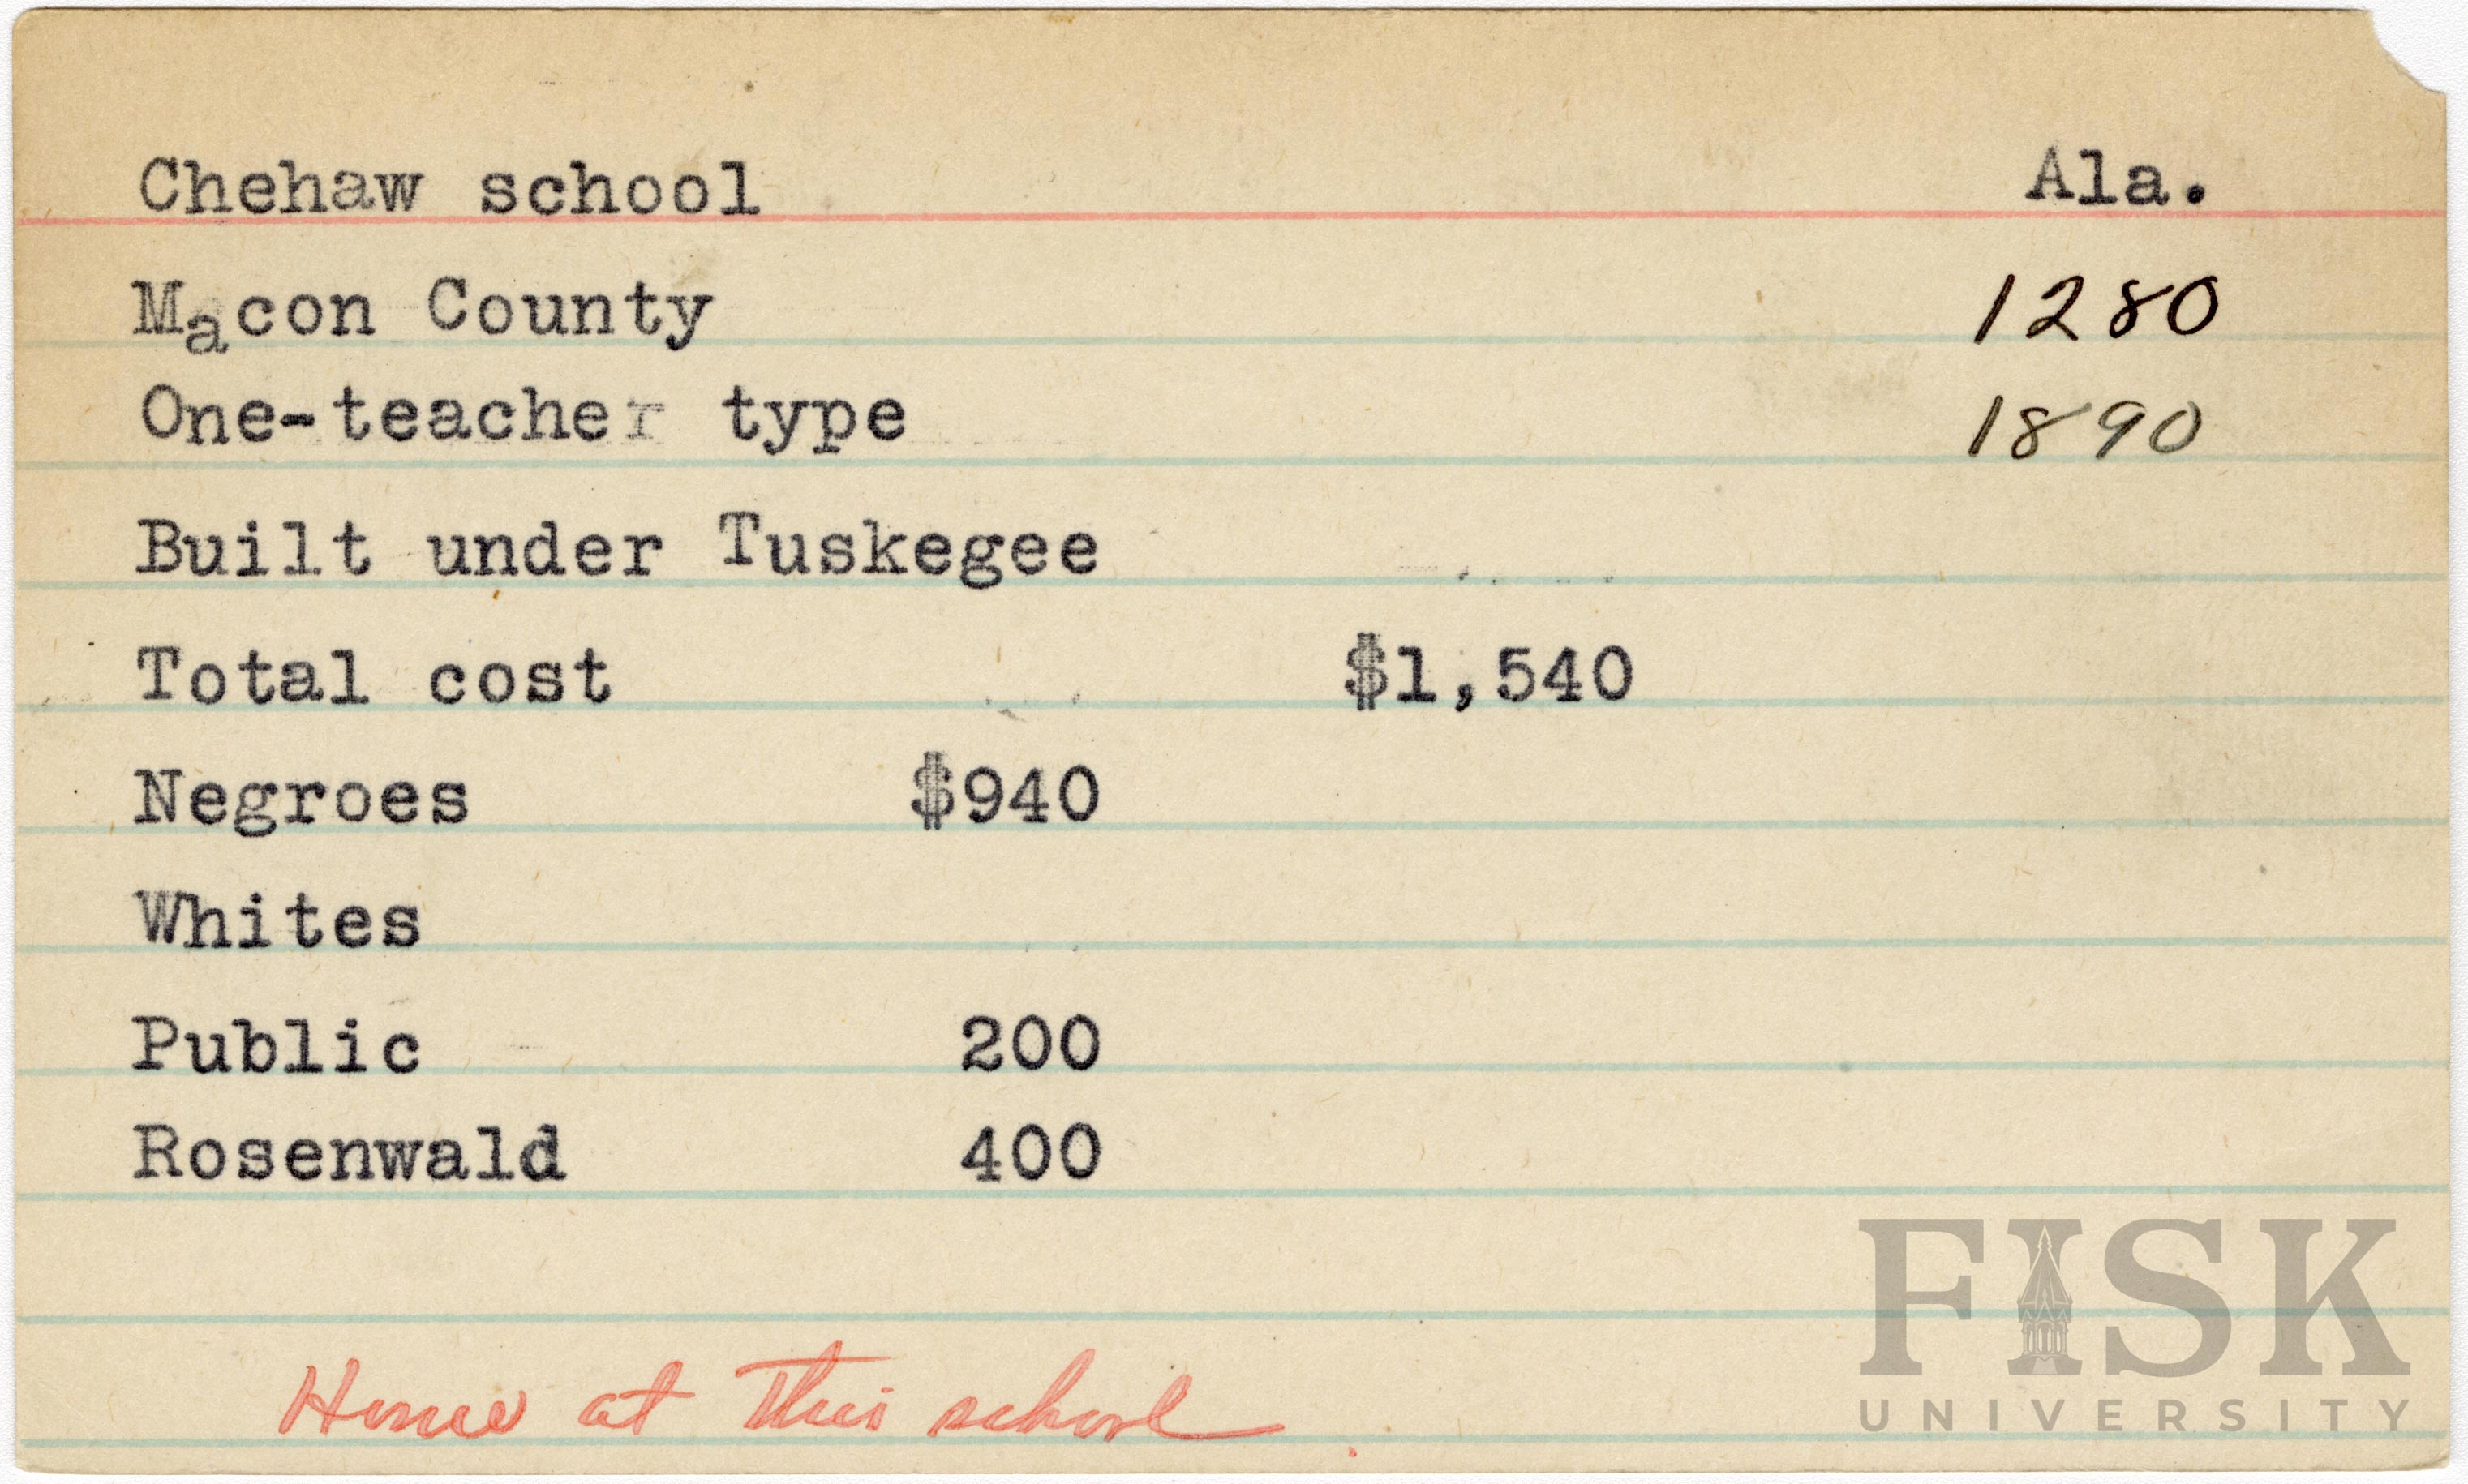 Chehaw school Ala.
Macon County 1280
One-teacher type 1890
Built under Tuskegee
Total cost $1,540
Negroes $940
Whites
Public 200
Rosenwald 400
Home at this school.
FISK
UNIVERSITY